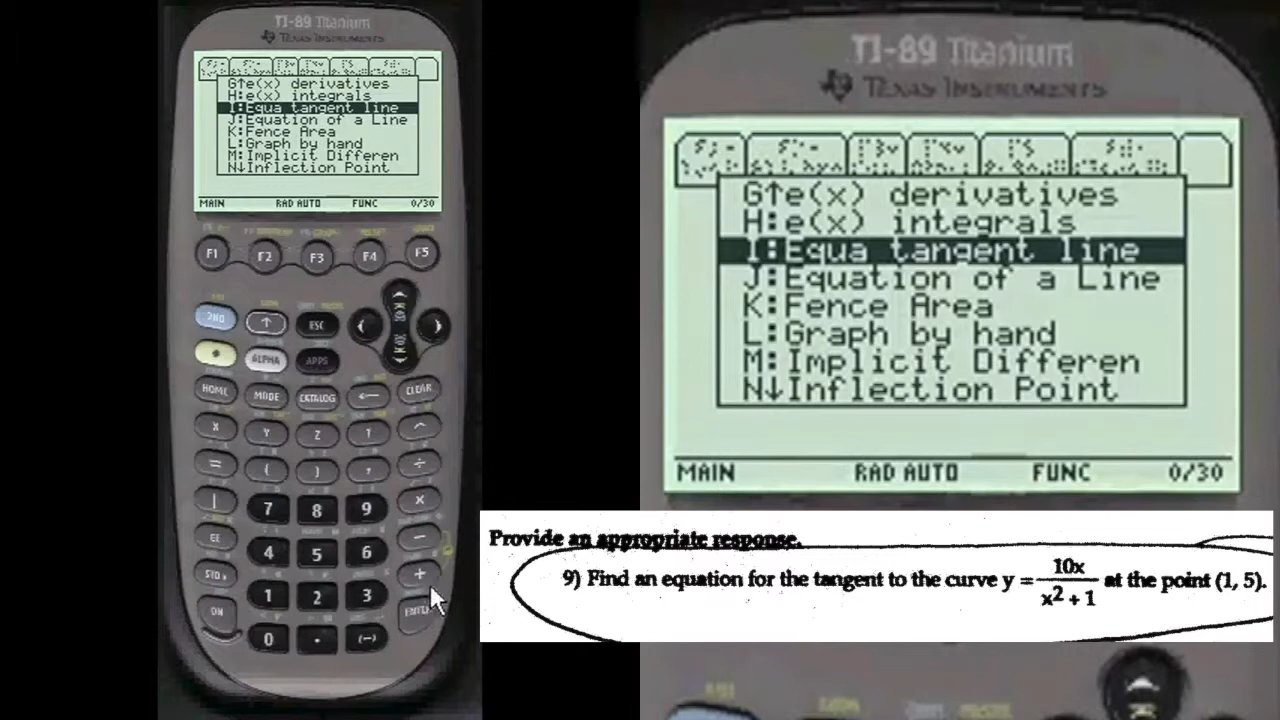 TI-89 Titanium
TEXAS INSTRUMENTS
G↑e(x) derivatives
H:e(x) integrals
I:Equa tangent line
J:Equation of a Line
K:Fence Area
L:Graph by hand
M:Implicit Differen
N↓Inflection Point
MAIN RAD AUTO FUNC 0/30
F1 F2 F3 F4 F5
2ND ↑ ESC
ALPHA APPS
HOME MODE CATALOG ← CLEAR
X Y Z T ^
= ( ) , ÷
| 7 8 9 ×
EE 4 5 6 −
STO▸ 1 2 3 +
ON 0 . (−) ENTER
TI-89 Titanium
TEXAS INSTRUMENTS
G↑e(x) derivatives
H:e(x) integrals
I:Equa tangent line
J:Equation of a Line
K:Fence Area
L:Graph by hand
M:Implicit Differen
N↓Inflection Point
MAIN RAD AUTO FUNC 0/30
Provide an appropriate response.
9) Find an equation for the tangent to the curve y = 10x / x² + 1 at the point (1, 5).